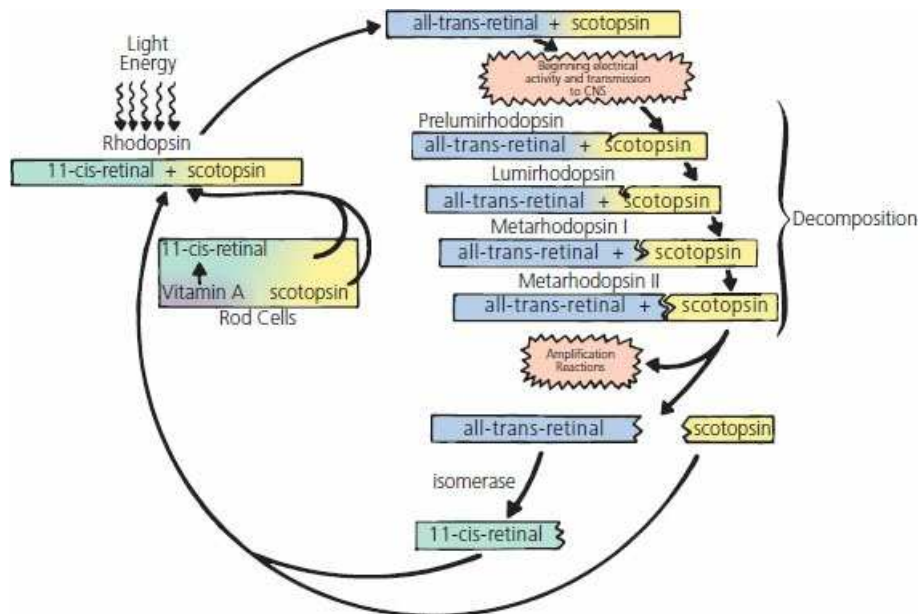 all-trans-retinal + scotopsin
Light
Energy
Beginning electrical
activity and transmission
to CNS
Rhodopsin
11-cis-retinal + scotopsin
Prelumirhodopsin
all-trans-retinal + scotopsin
Lumirhodopsin
all-trans-retinal + scotopsin
Metarhodopsin I
all-trans-retinal + scotopsin
Metarhodopsin II
all-trans-retinal + scotopsin
Decomposition
11-cis-retinal
Vitamin A scotopsin
Rod Cells
Amplification
Reactions
all-trans-retinal
scotopsin
isomerase
11-cis-retinal